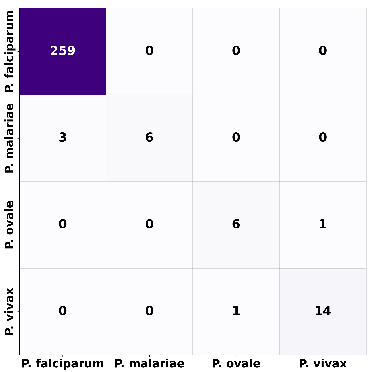 P. falciparum 259 0 0 0
P. malariae 3 6 0 0
P. ovale 0 0 6 1
P. vivax 0 0 1 14
P. falciparum P. malariae P. ovale P. vivax